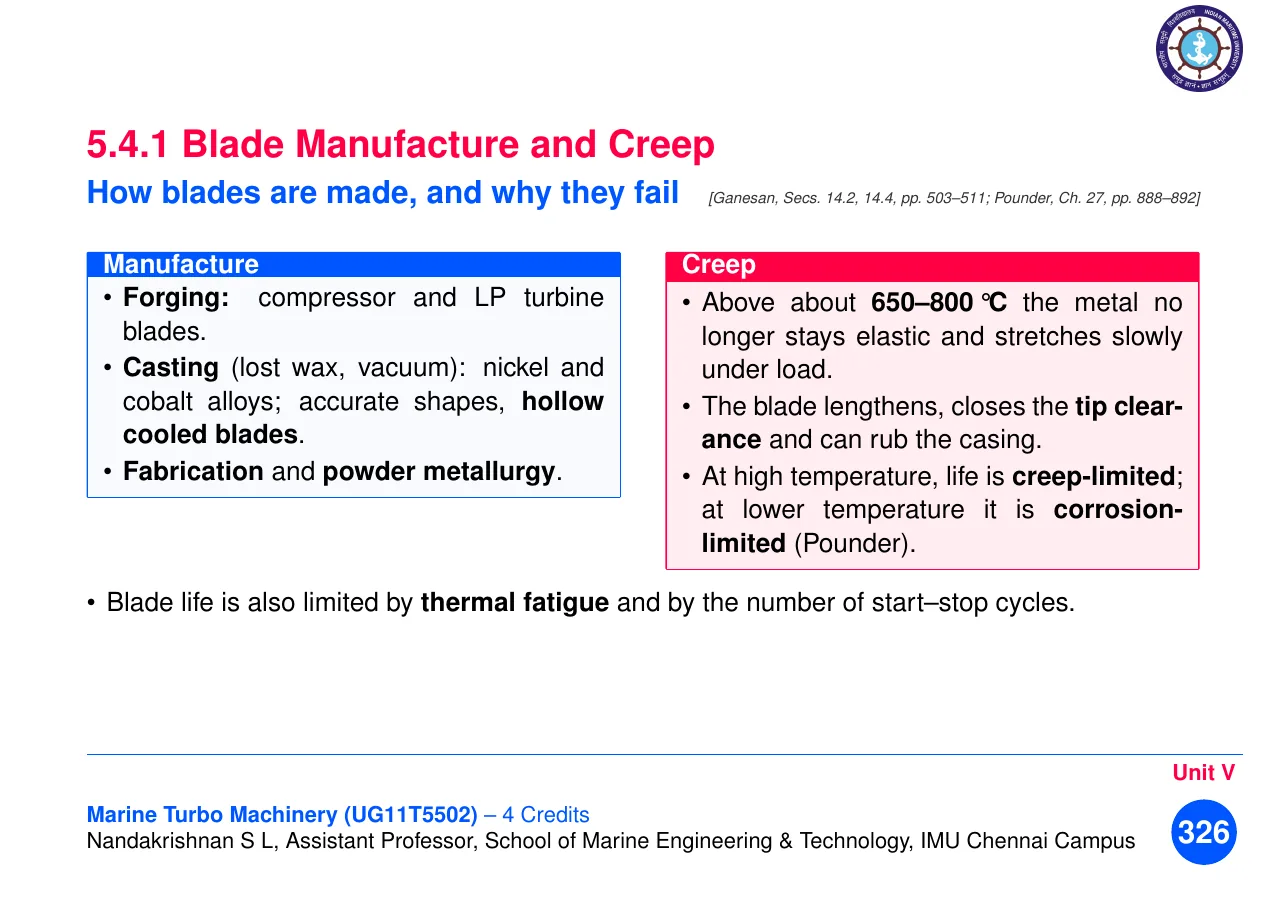 INDIAN MARITIME UNIVERSITY
5.4.1 Blade Manufacture and Creep
How blades are made, and why they fail [Ganesan, Secs. 14.2, 14.4, pp. 503–511; Pounder, Ch. 27, pp. 888–892]
Manufacture
• Forging: compressor and LP turbine
blades.
• Casting (lost wax, vacuum): nickel and
cobalt alloys; accurate shapes, hollow
cooled blades.
• Fabrication and powder metallurgy.
Creep
• Above about 650–800 °C the metal no
longer stays elastic and stretches slowly
under load.
• The blade lengthens, closes the tip clear-
ance and can rub the casing.
• At high temperature, life is creep-limited;
at lower temperature it is corrosion-
limited (Pounder).
• Blade life is also limited by thermal fatigue and by the number of start–stop cycles.
Unit V
Marine Turbo Machinery (UG11T5502) – 4 Credits
Nandakrishnan S L, Assistant Professor, School of Marine Engineering & Technology, IMU Chennai Campus
326